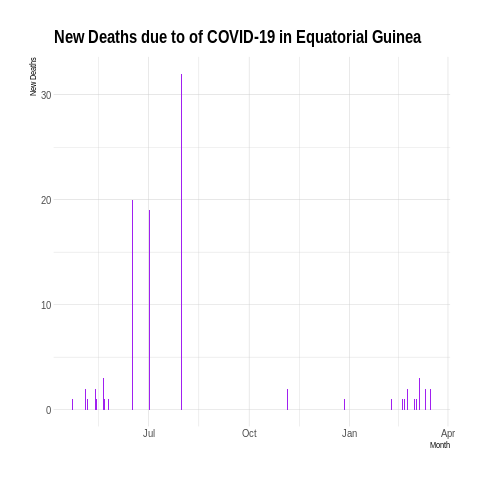 New Deaths due to of COVID-19 in Equatorial Guinea
New Deaths
30
20
10
0
Jul Oct Jan Apr
Month